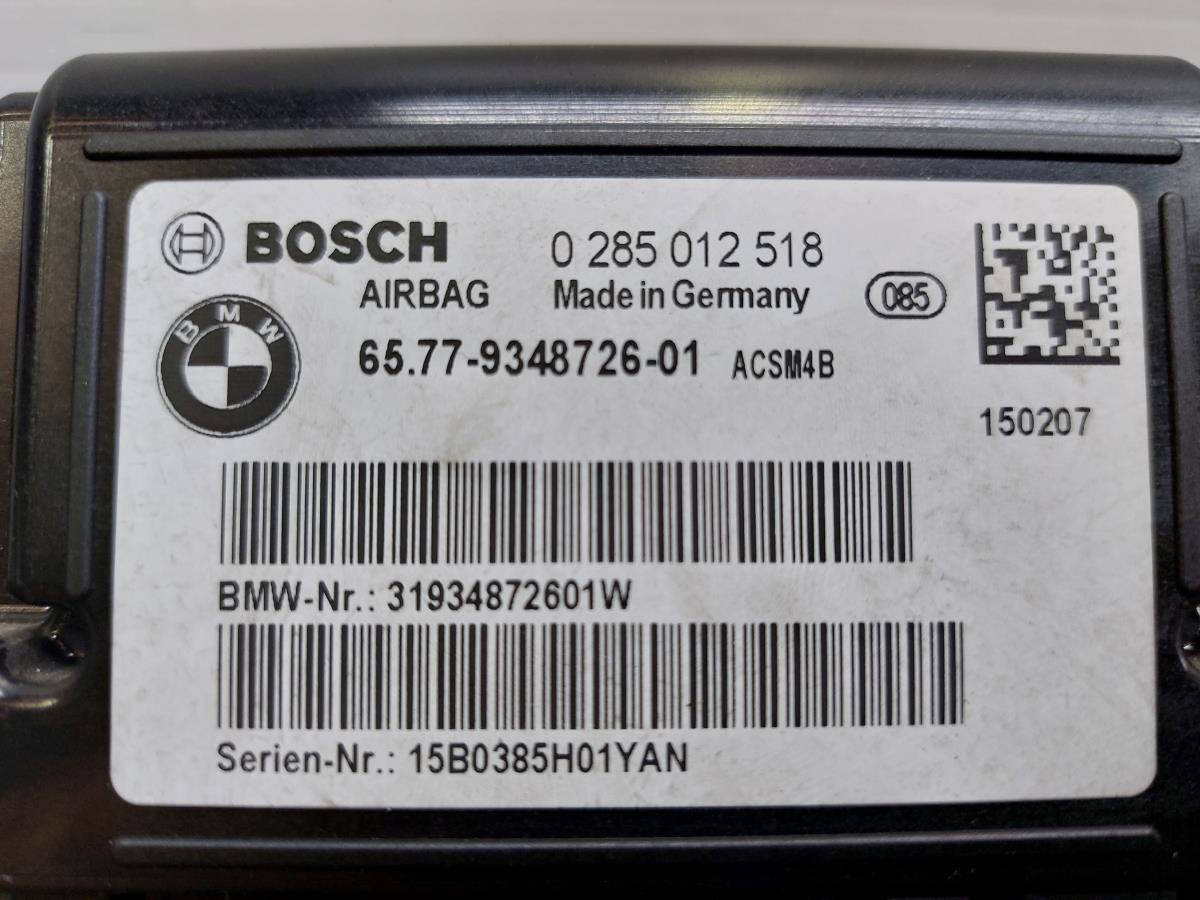 BOSCH 0 285 012 518
AIRBAG Made in Germany 085
BMW
65.77-9348726-01 ACSM4B
150207
BMW-Nr.: 31934872601W
Serien-Nr.: 15B0385H01YAN